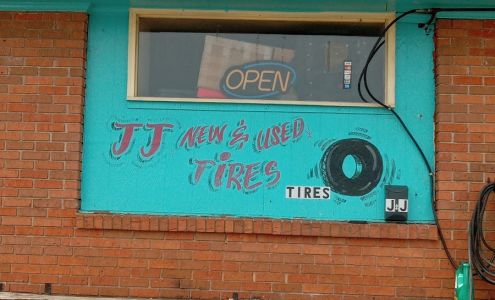 OPEN
JJ NEW & USED
TIRES
TIRES
J&J